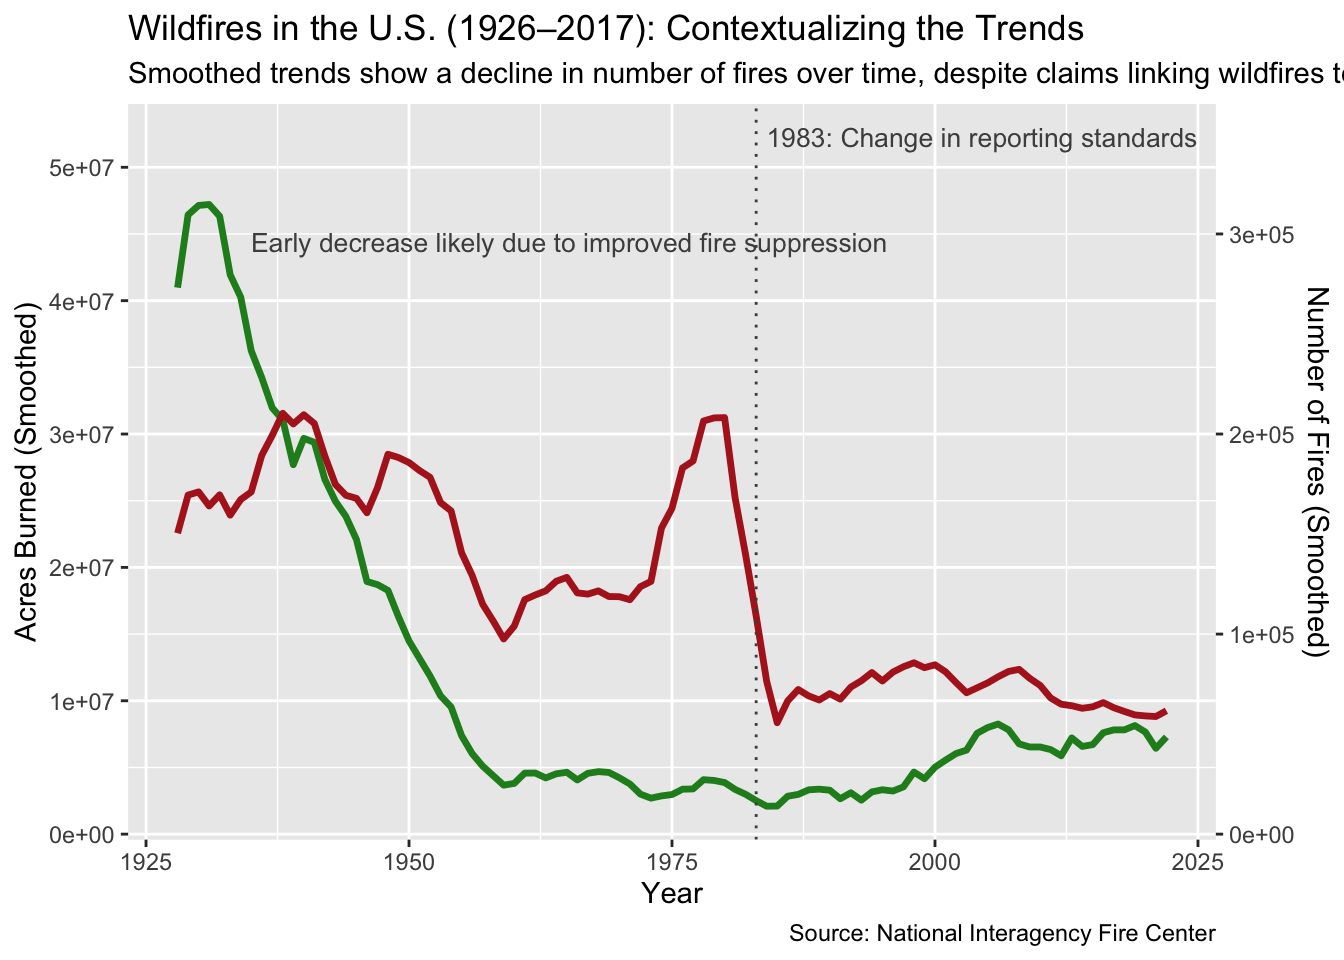 Wildfires in the U.S. (1926–2017): Contextualizing the Trends
Smoothed trends show a decline in number of fires over time, despite claims linking wildfires
1983: Change in reporting standards
Early decrease likely due to improved fire suppression
Acres Burned (Smoothed)
5e+07
4e+07
3e+07
2e+07
1e+07
0e+00
3e+05
2e+05
1e+05
0e+00
Number of Fires (Smoothed)
1925
1950
1975
2000
2025
Year
Source: National Interagency Fire Center